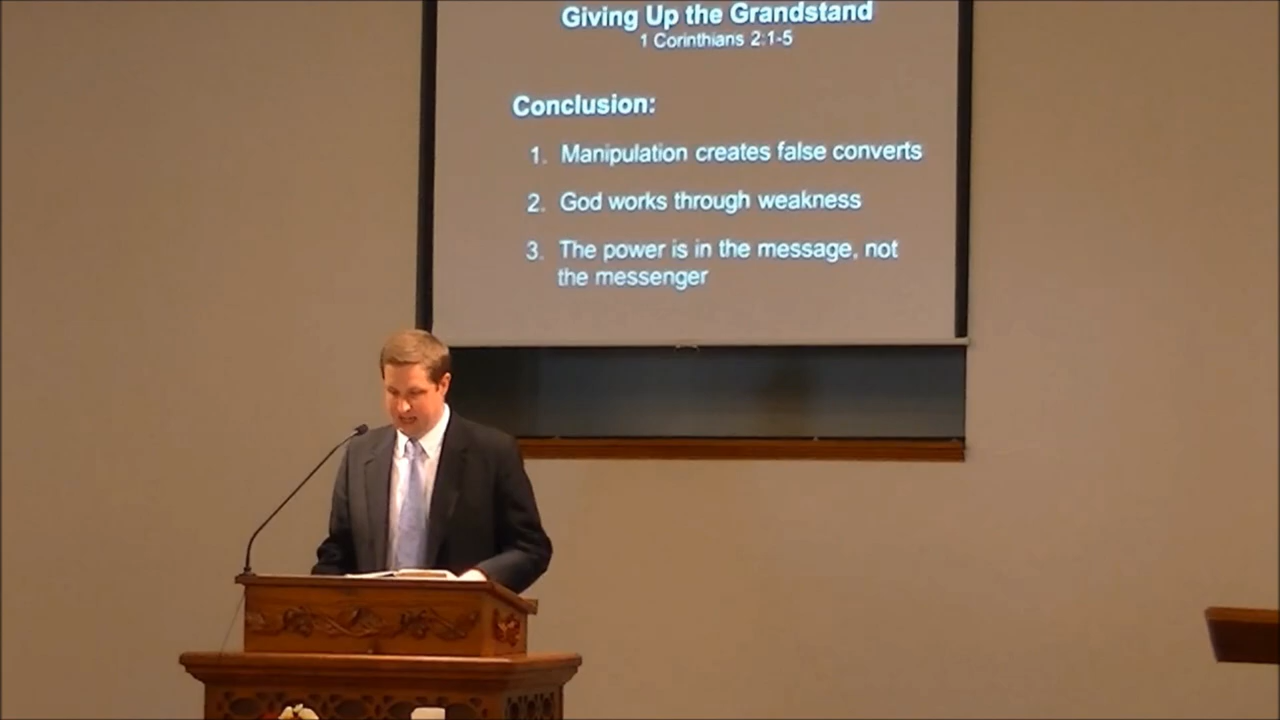 Giving Up the Grandstand
1 Corinthians 2:1-5
Conclusion:
1. Manipulation creates false converts
2. God works through weakness
3. The power is in the message, not
the messenger